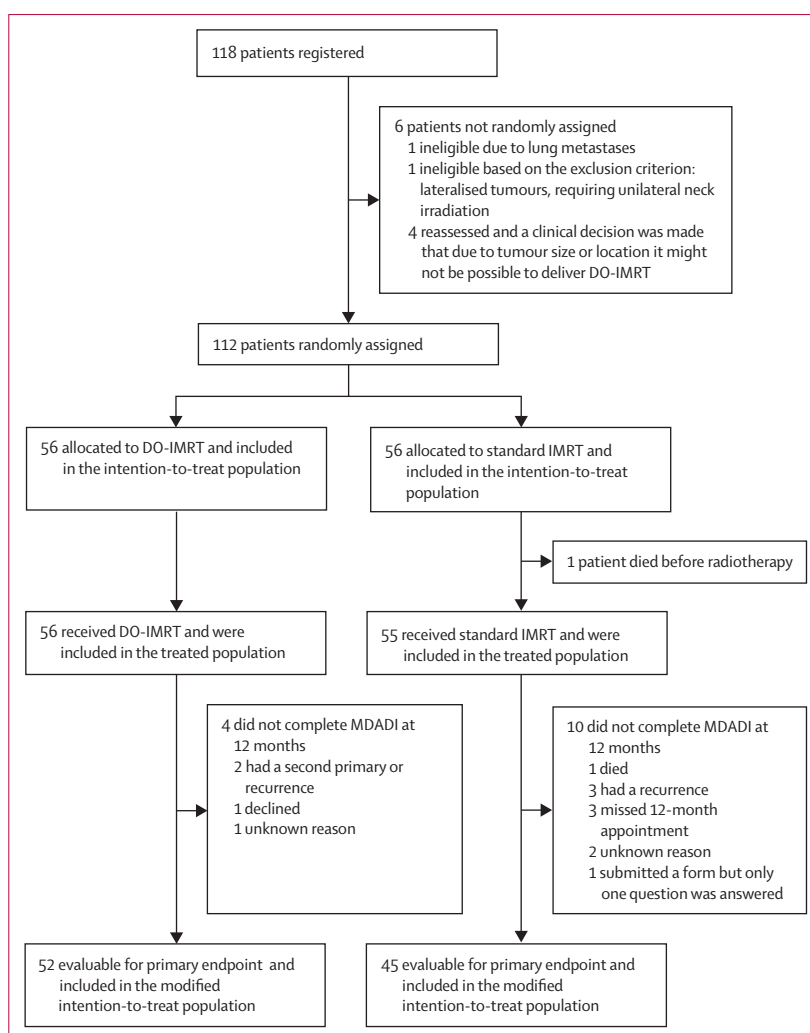 118 patients registered
6 patients not randomly assigned
1 ineligible due to lung metastases
1 ineligible based on the exclusion criterion:
lateralised tumours, requiring unilateral neck
irradiation
4 reassessed and a clinical decision was made
that due to tumour size or location it might
not be possible to deliver DO-IMRT
112 patients randomly assigned
56 allocated to DO-IMRT and included
in the intention-to-treat population
56 allocated to standard IMRT and
included in the intention-to-treat
population
1 patient died before radiotherapy
56 received DO-IMRT and were
included in the treated population
55 received standard IMRT and were
included in the treated population
4 did not complete MDADI at
12 months
2 had a second primary or
recurrence
1 declined
1 unknown reason
10 did not complete MDADI at
12 months
1 died
3 had a recurrence
3 missed 12-month
appointment
2 unknown reason
1 submitted a form but only
one question was answered
52 evaluable for primary endpoint and
included in the modified
intention-to-treat population
45 evaluable for primary endpoint and
included in the modified
intention-to-treat population